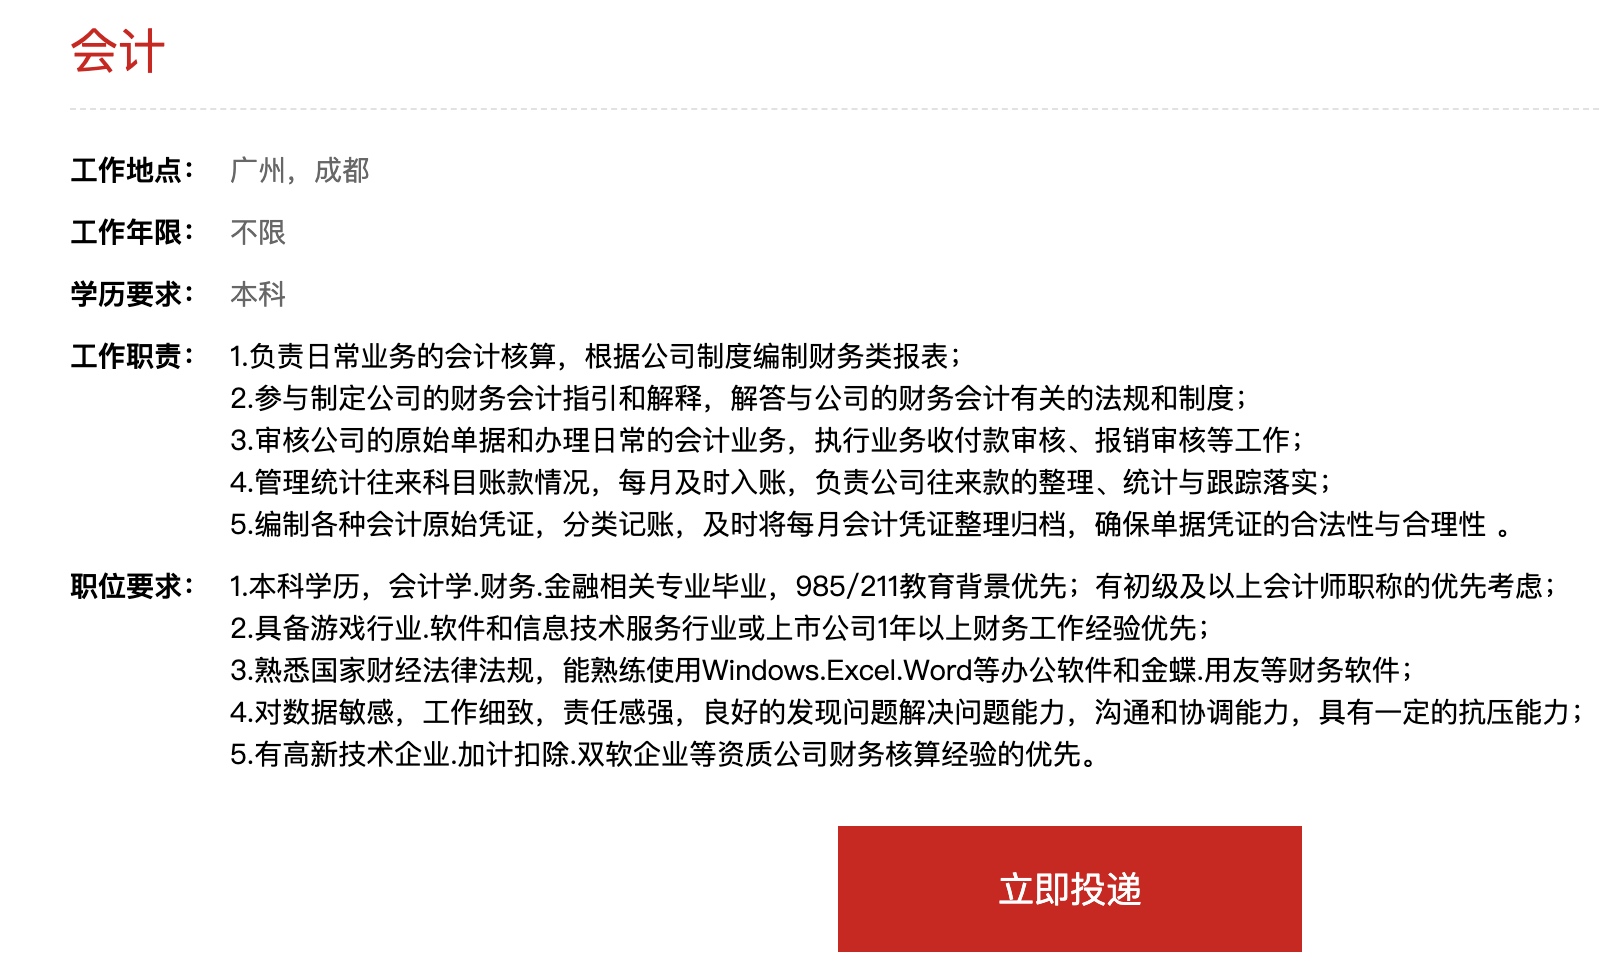 会计
工作地点： 广州，成都
工作年限： 不限
学历要求： 本科
工作职责： 1.负责日常业务的会计核算，根据公司制度编制财务类报表；
2.参与制定公司的财务会计指引和解释，解答与公司的财务会计有关的法规和制度；
3.审核公司的原始单据和办理日常的会计业务，执行业务收付款审核、报销审核等工作；
4.管理统计往来科目账款情况，每月及时入账，负责公司往来款的整理、统计与跟踪落实；
5.编制各种会计原始凭证，分类记账，及时将每月会计凭证整理归档，确保单据凭证的合法性与合理性 。
职位要求： 1.本科学历，会计学.财务.金融相关专业毕业，985/211教育背景优先；有初级及以上会计师职称的优先考虑；
2.具备游戏行业.软件和信息技术服务行业或上市公司1年以上财务工作经验优先；
3.熟悉国家财经法律法规，能熟练使用Windows.Excel.Word等办公软件和金蝶.用友等财务软件；
4.对数据敏感，工作细致，责任感强，良好的发现问题解决问题能力，沟通和协调能力，具有一定的抗压能力；
5.有高新技术企业.加计扣除.双软企业等资质公司财务核算经验的优先。
立即投递